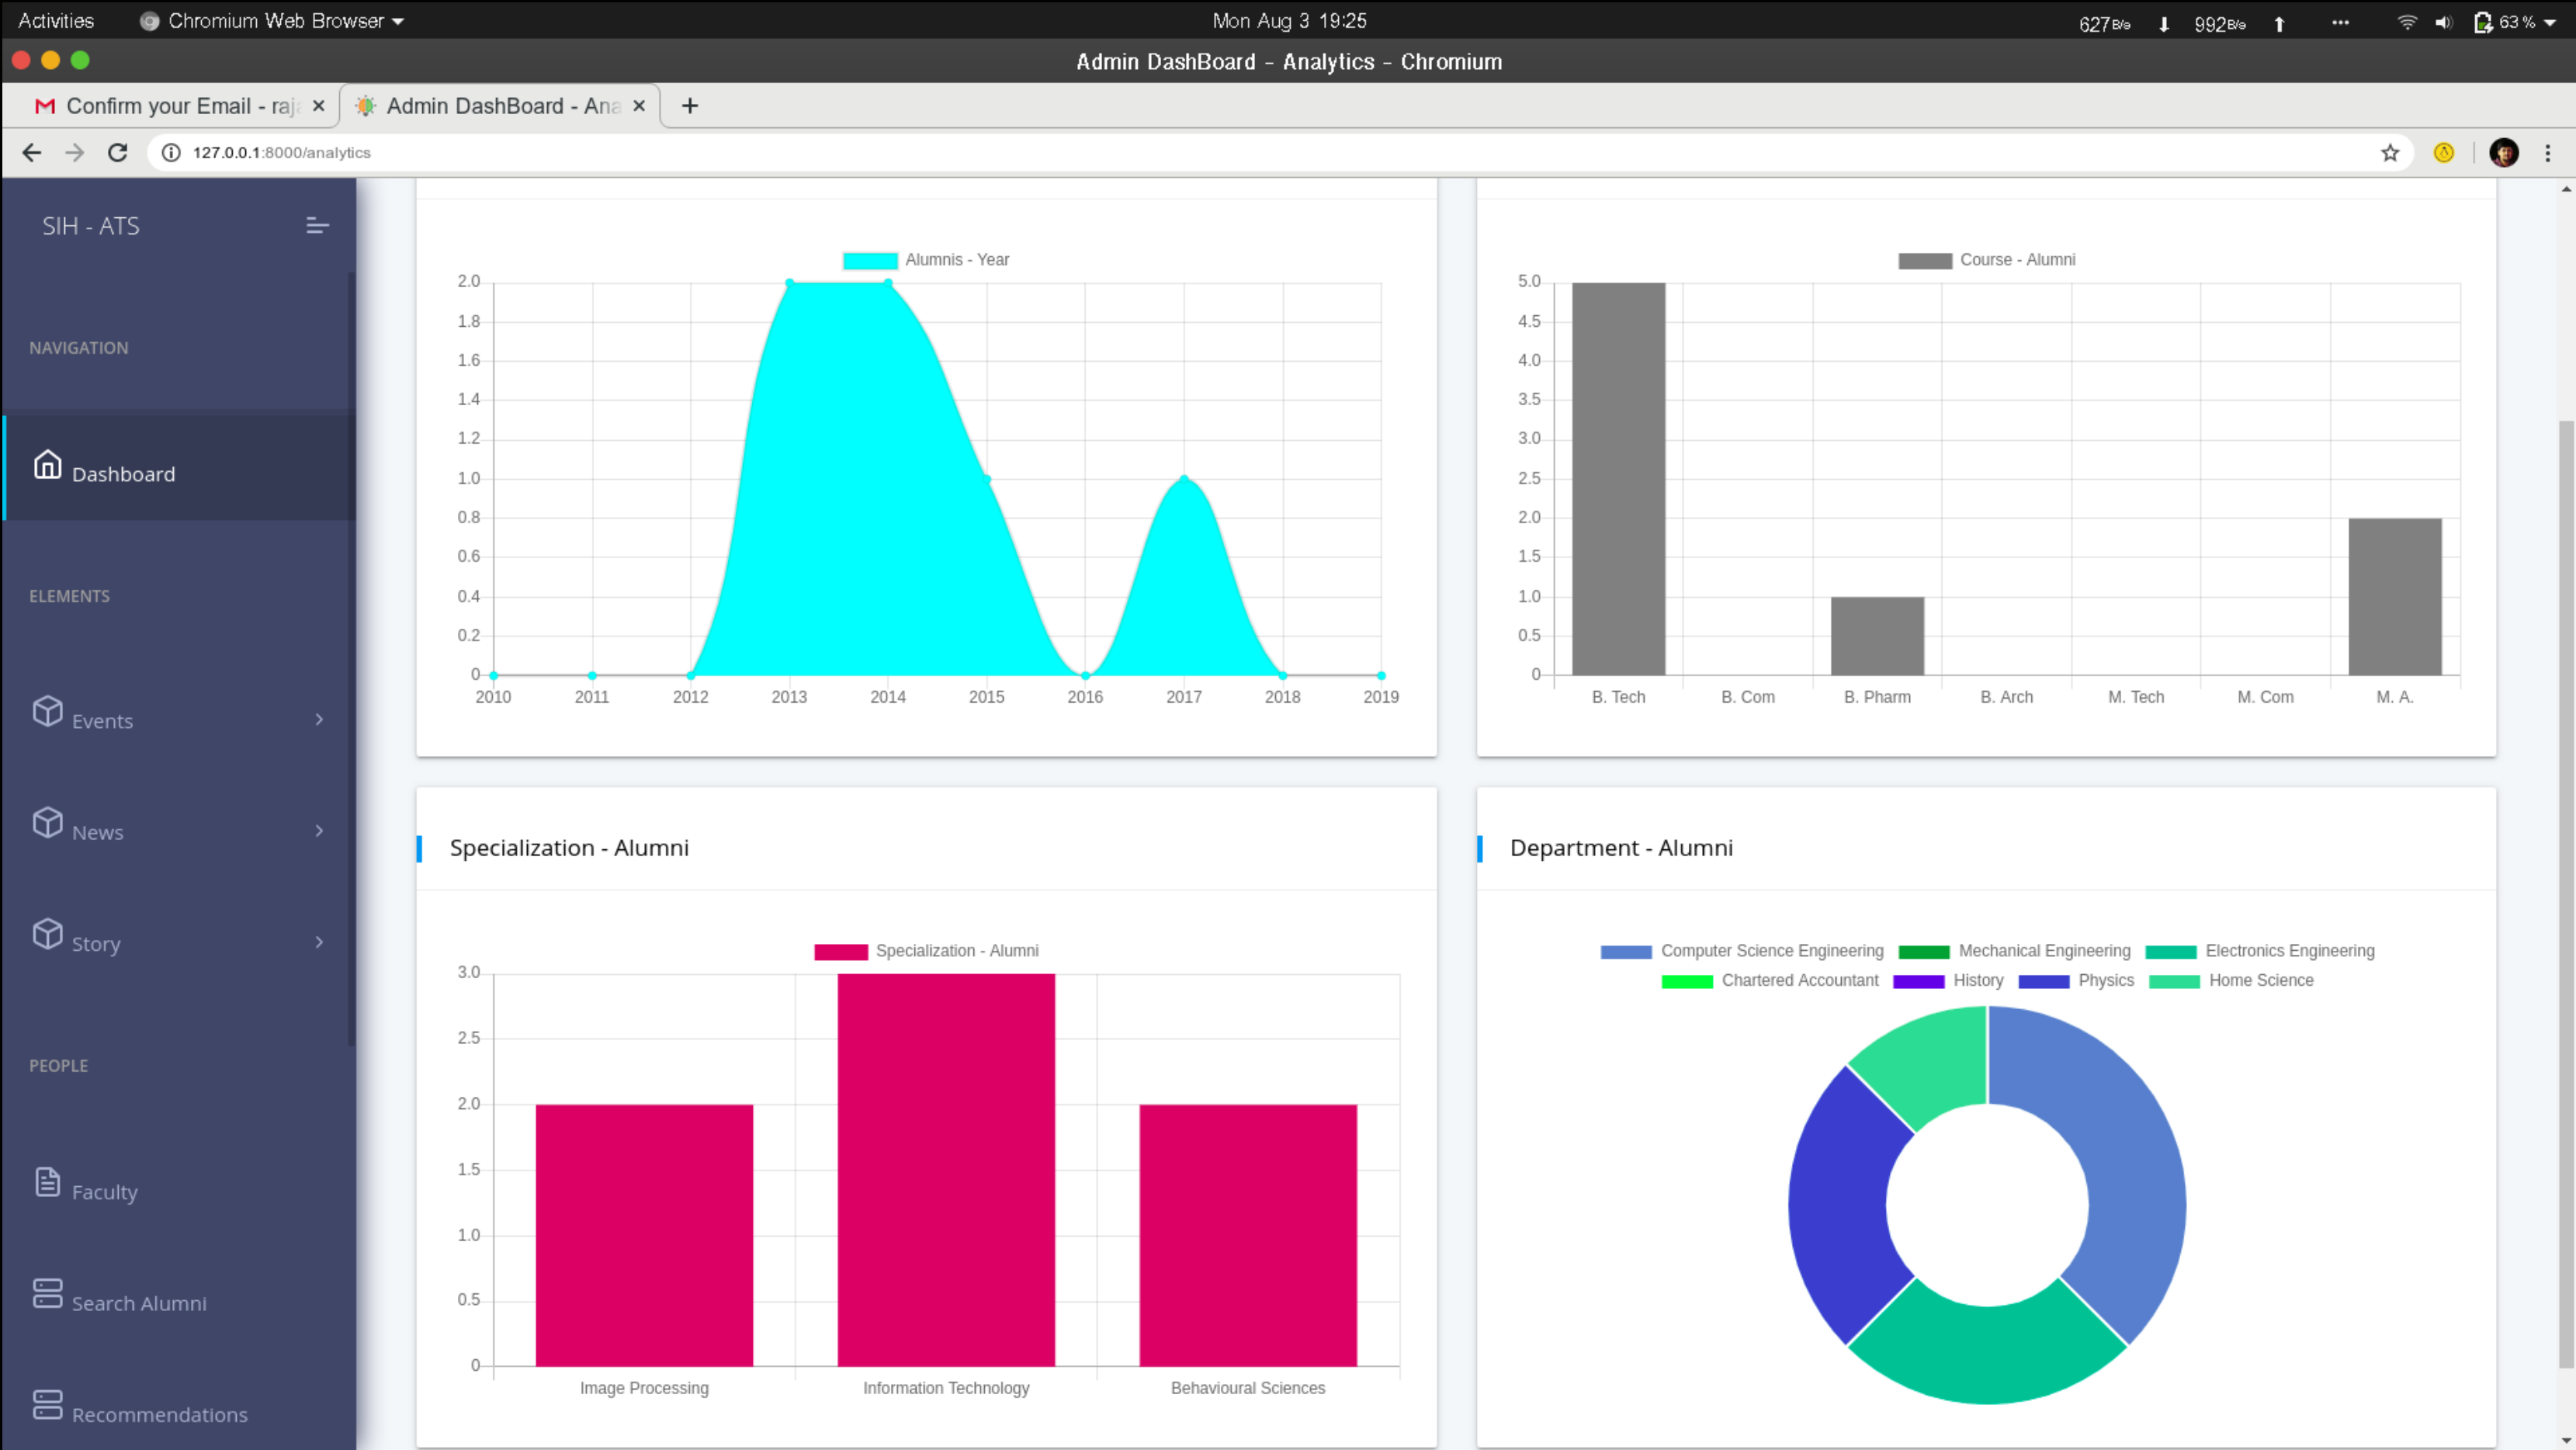 Activities Chromium Web Browser Mon Aug 3 19:25 627B/s 992B/s 63 %
Admin DashBoard - Analytics - Chromium
Confirm your Email - raj Admin DashBoard - Ana
127.0.0.1:8000/analytics
SIH - ATS
NAVIGATION
Dashboard
ELEMENTS
Events
News
Story
PEOPLE
Faculty
Search Alumni
Recommendations
Alumnis - Year
2.0
1.8
1.6
1.4
1.2
1.0
0.8
0.6
0.4
0.2
0
2010 2011 2012 2013 2014 2015 2016 2017 2018 2019
Course - Alumni
5.0
4.5
4.0
3.5
3.0
2.5
2.0
1.5
1.0
0.5
0
B. Tech B. Com B. Pharm B. Arch M. Tech M. Com M. A.
Specialization - Alumni
Specialization - Alumni
3.0
2.5
2.0
1.5
1.0
0.5
0
Image Processing Information Technology Behavioural Sciences
Department - Alumni
Computer Science Engineering Mechanical Engineering Electronics Engineering
Chartered Accountant History Physics Home Science